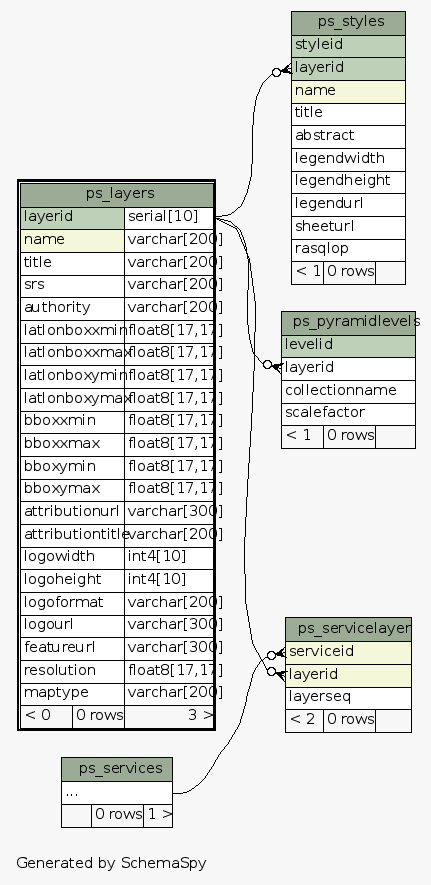 ps_styles
styleid
layerid
name
title
abstract
legendwidth
legendheight
legendurl
sheeturl
rasqlop
< 1 0 rows
ps_layers
layerid serial[10]
name varchar[200]
title varchar[200]
srs varchar[200]
authority varchar[200]
latlonboxxmin float8[17,17]
latlonboxxmax float8[17,17]
latlonboxymin float8[17,17]
latlonboxymax float8[17,17]
bboxxmin float8[17,17]
bboxxmax float8[17,17]
bboxymin float8[17,17]
bboxymax float8[17,17]
attributionurl varchar[300]
attributiontitle varchar[200]
logowidth int4[10]
logoheight int4[10]
logoformat varchar[200]
logourl varchar[300]
featureurl varchar[300]
resolution float8[17,17]
maptype varchar[200]
< 0 0 rows 3 >
ps_pyramidlevels
levelid
layerid
collectionname
scalefactor
< 1 0 rows
ps_servicelayer
serviceid
layerid
layerseq
< 2 0 rows
ps_services
...
0 rows 1 >
Generated by SchemaSpy